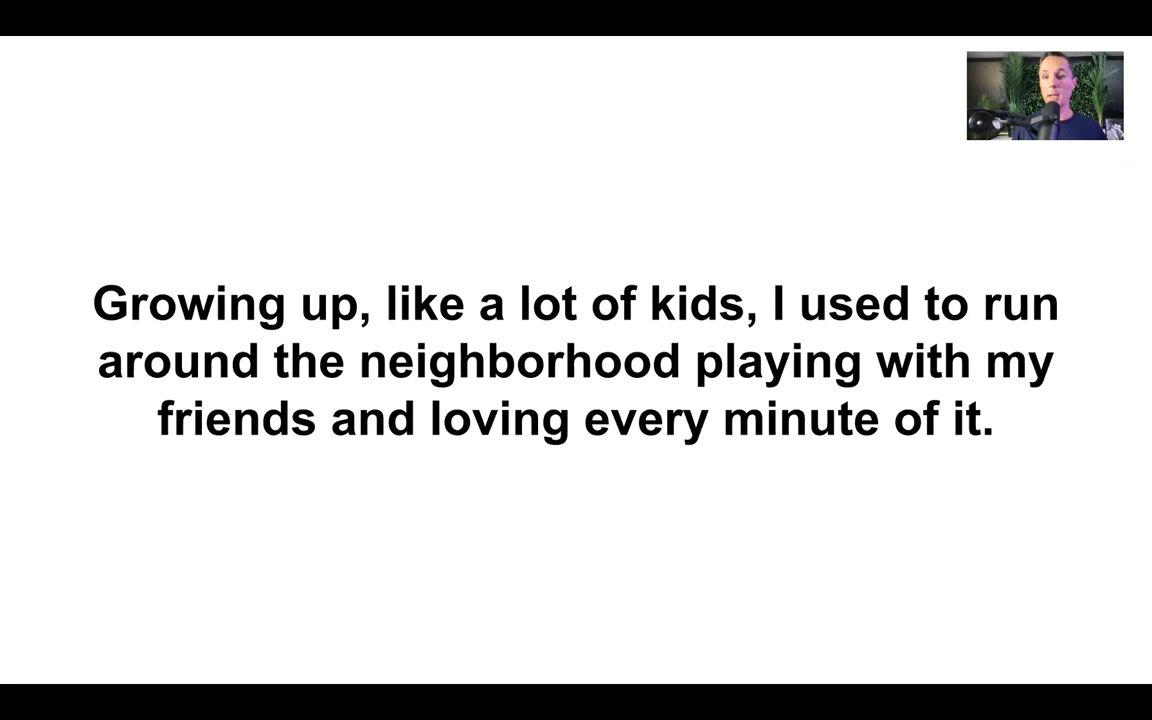 Growing up, like a lot of kids, I used to run
around the neighborhood playing with my
friends and loving every minute of it.